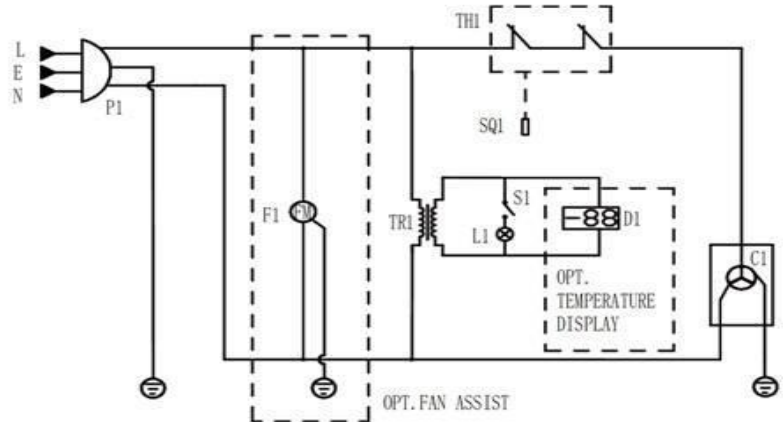 L
E
N
P1
TH1
SQ1
F1
FM
TR1
S1
L1
D1
C1
OPT.
TEMPERATURE
DISPLAY
OPT.FAN ASSIST